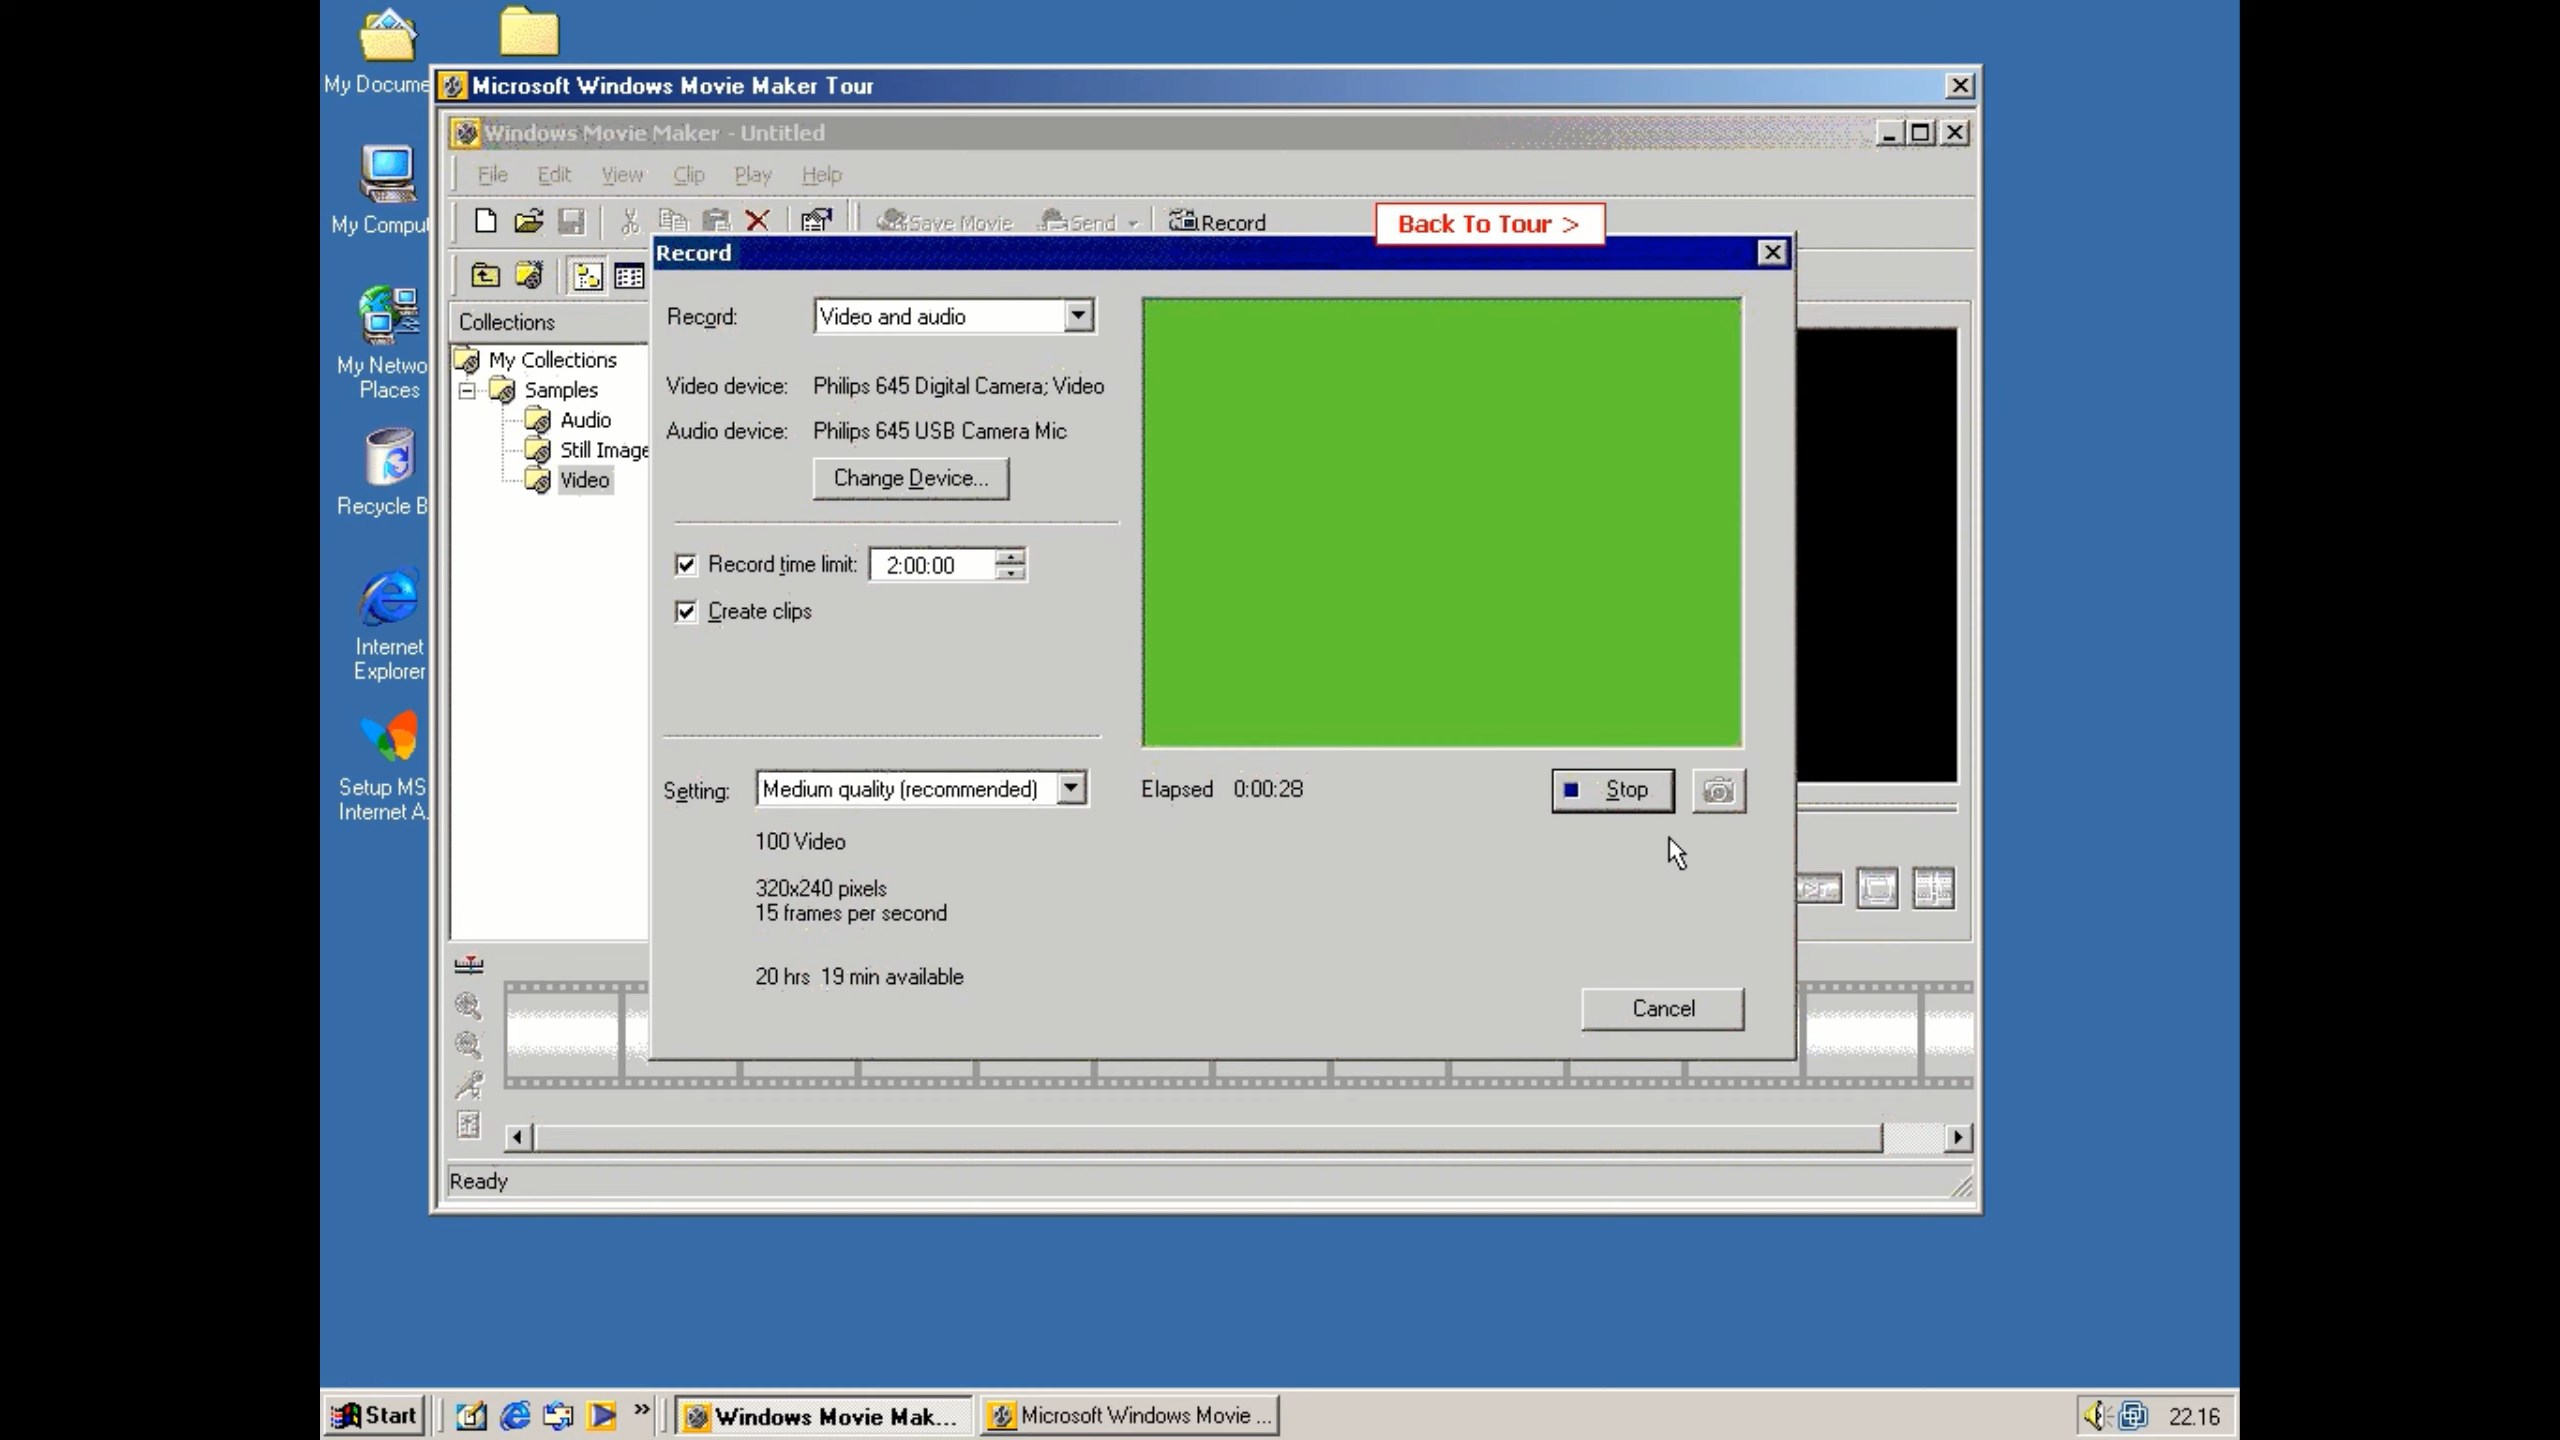 My Docume
Microsoft Windows Movie Maker Tour
Windows Movie Maker - Untitled
File Edit View Clip Play Help
Save Movie Send Record
Back To Tour >
My Compu
My Netwo
Places
Recycle B
Internet
Explorer
Setup MS
Internet A.
Collections
My Collections
Samples
Audio
Still Image
Video
Record
Record: Video and audio
Video device: Philips 645 Digital Camera; Video
Audio device: Philips 645 USB Camera Mic
Change Device...
Record time limit: 2:00:00
Create clips
Setting: Medium quality (recommended)
Elapsed 0:00:28
Stop
100 Video
320x240 pixels
15 frames per second
20 hrs 19 min available
Cancel
Ready
Start
»
Windows Movie Mak...
Microsoft Windows Movie ...
22.16